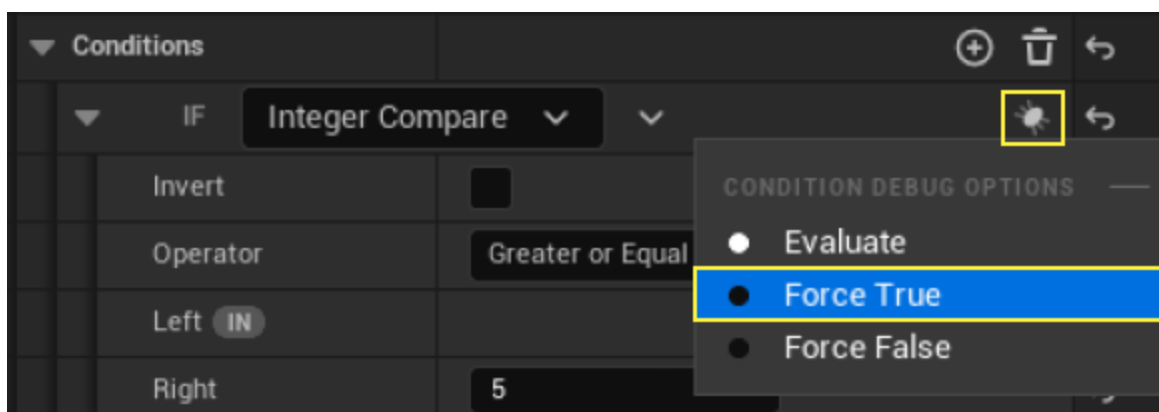 Conditions
IF Integer Compare
Invert
CONDITION DEBUG OPTIONS
Operator
Greater or Equal
Evaluate
Force True
Left IN
Force False
Right
5